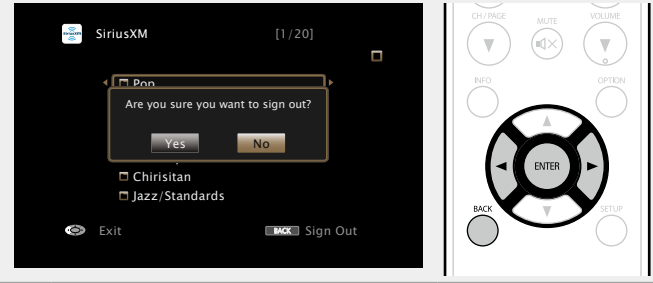 SiriusXM [1/20]
Pop
Are you sure you want to sign out?
Yes No
Chirisitan
Jazz/Standards
Exit BACK Sign Out
CH / PAGE MUTE VOLUME
INFO OPTION
ENTER
BACK SETUP